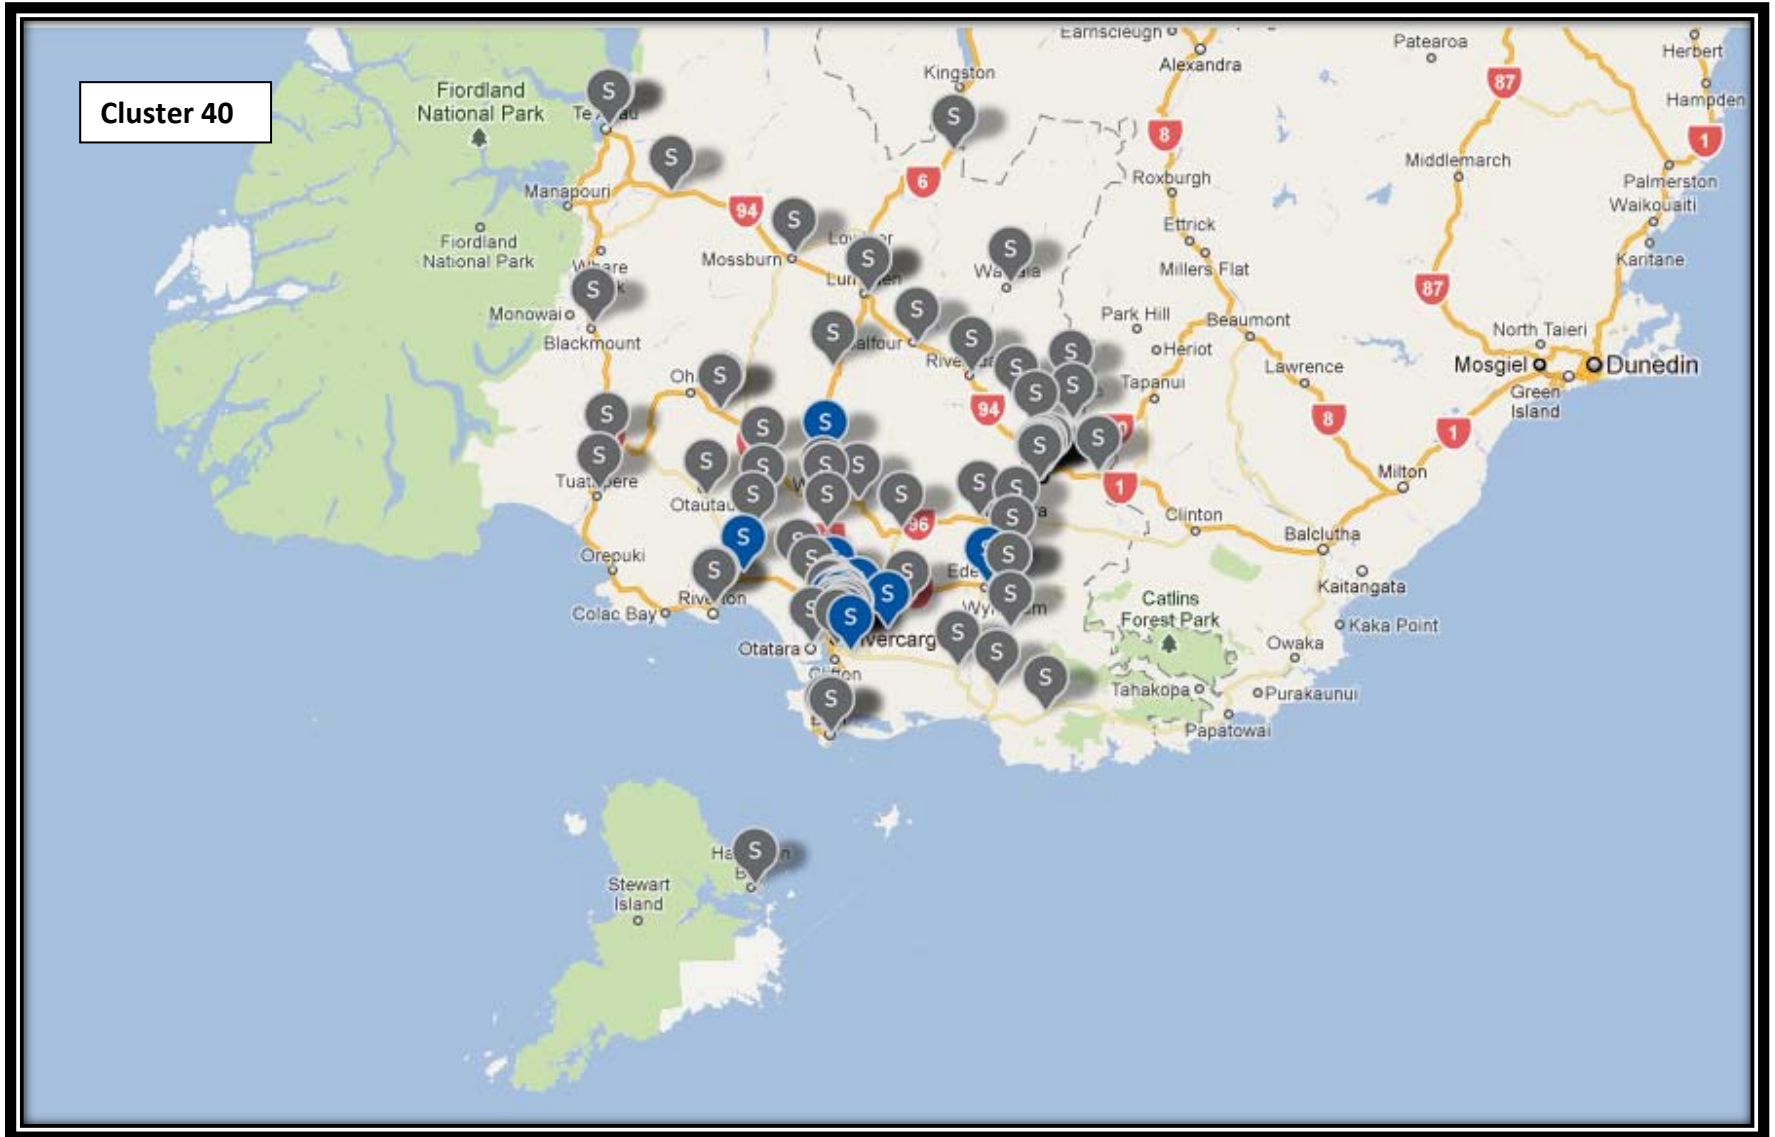 Cluster 40
Earnscleugh
Alexandra
Patearoa
Herbert
Hampden
87
1
8
Kingston
Fiordland
National Park
S
Manapouri
94
6
Middlemarch
Roxburgh
Palmerston
Waikouaiti
Ettrick
Karitane
Fiordland
National Park
Mossburn
Millers Flat
87
Monowai
Blackmount
Park Hill
Beaumont
North Taieri
Heriot
Mosgiel
Dunedin
Green
Island
Lawrence
Tapanui
94
8
1
Milton
1
Clinton
96
Balclutha
Orepuki
Kaitangata
Colac Bay
Catlins
Forest Park
Kaka Point
Owaka
Otatara
Tahakopa
Purakaunui
Papatowai
Stewart
Island